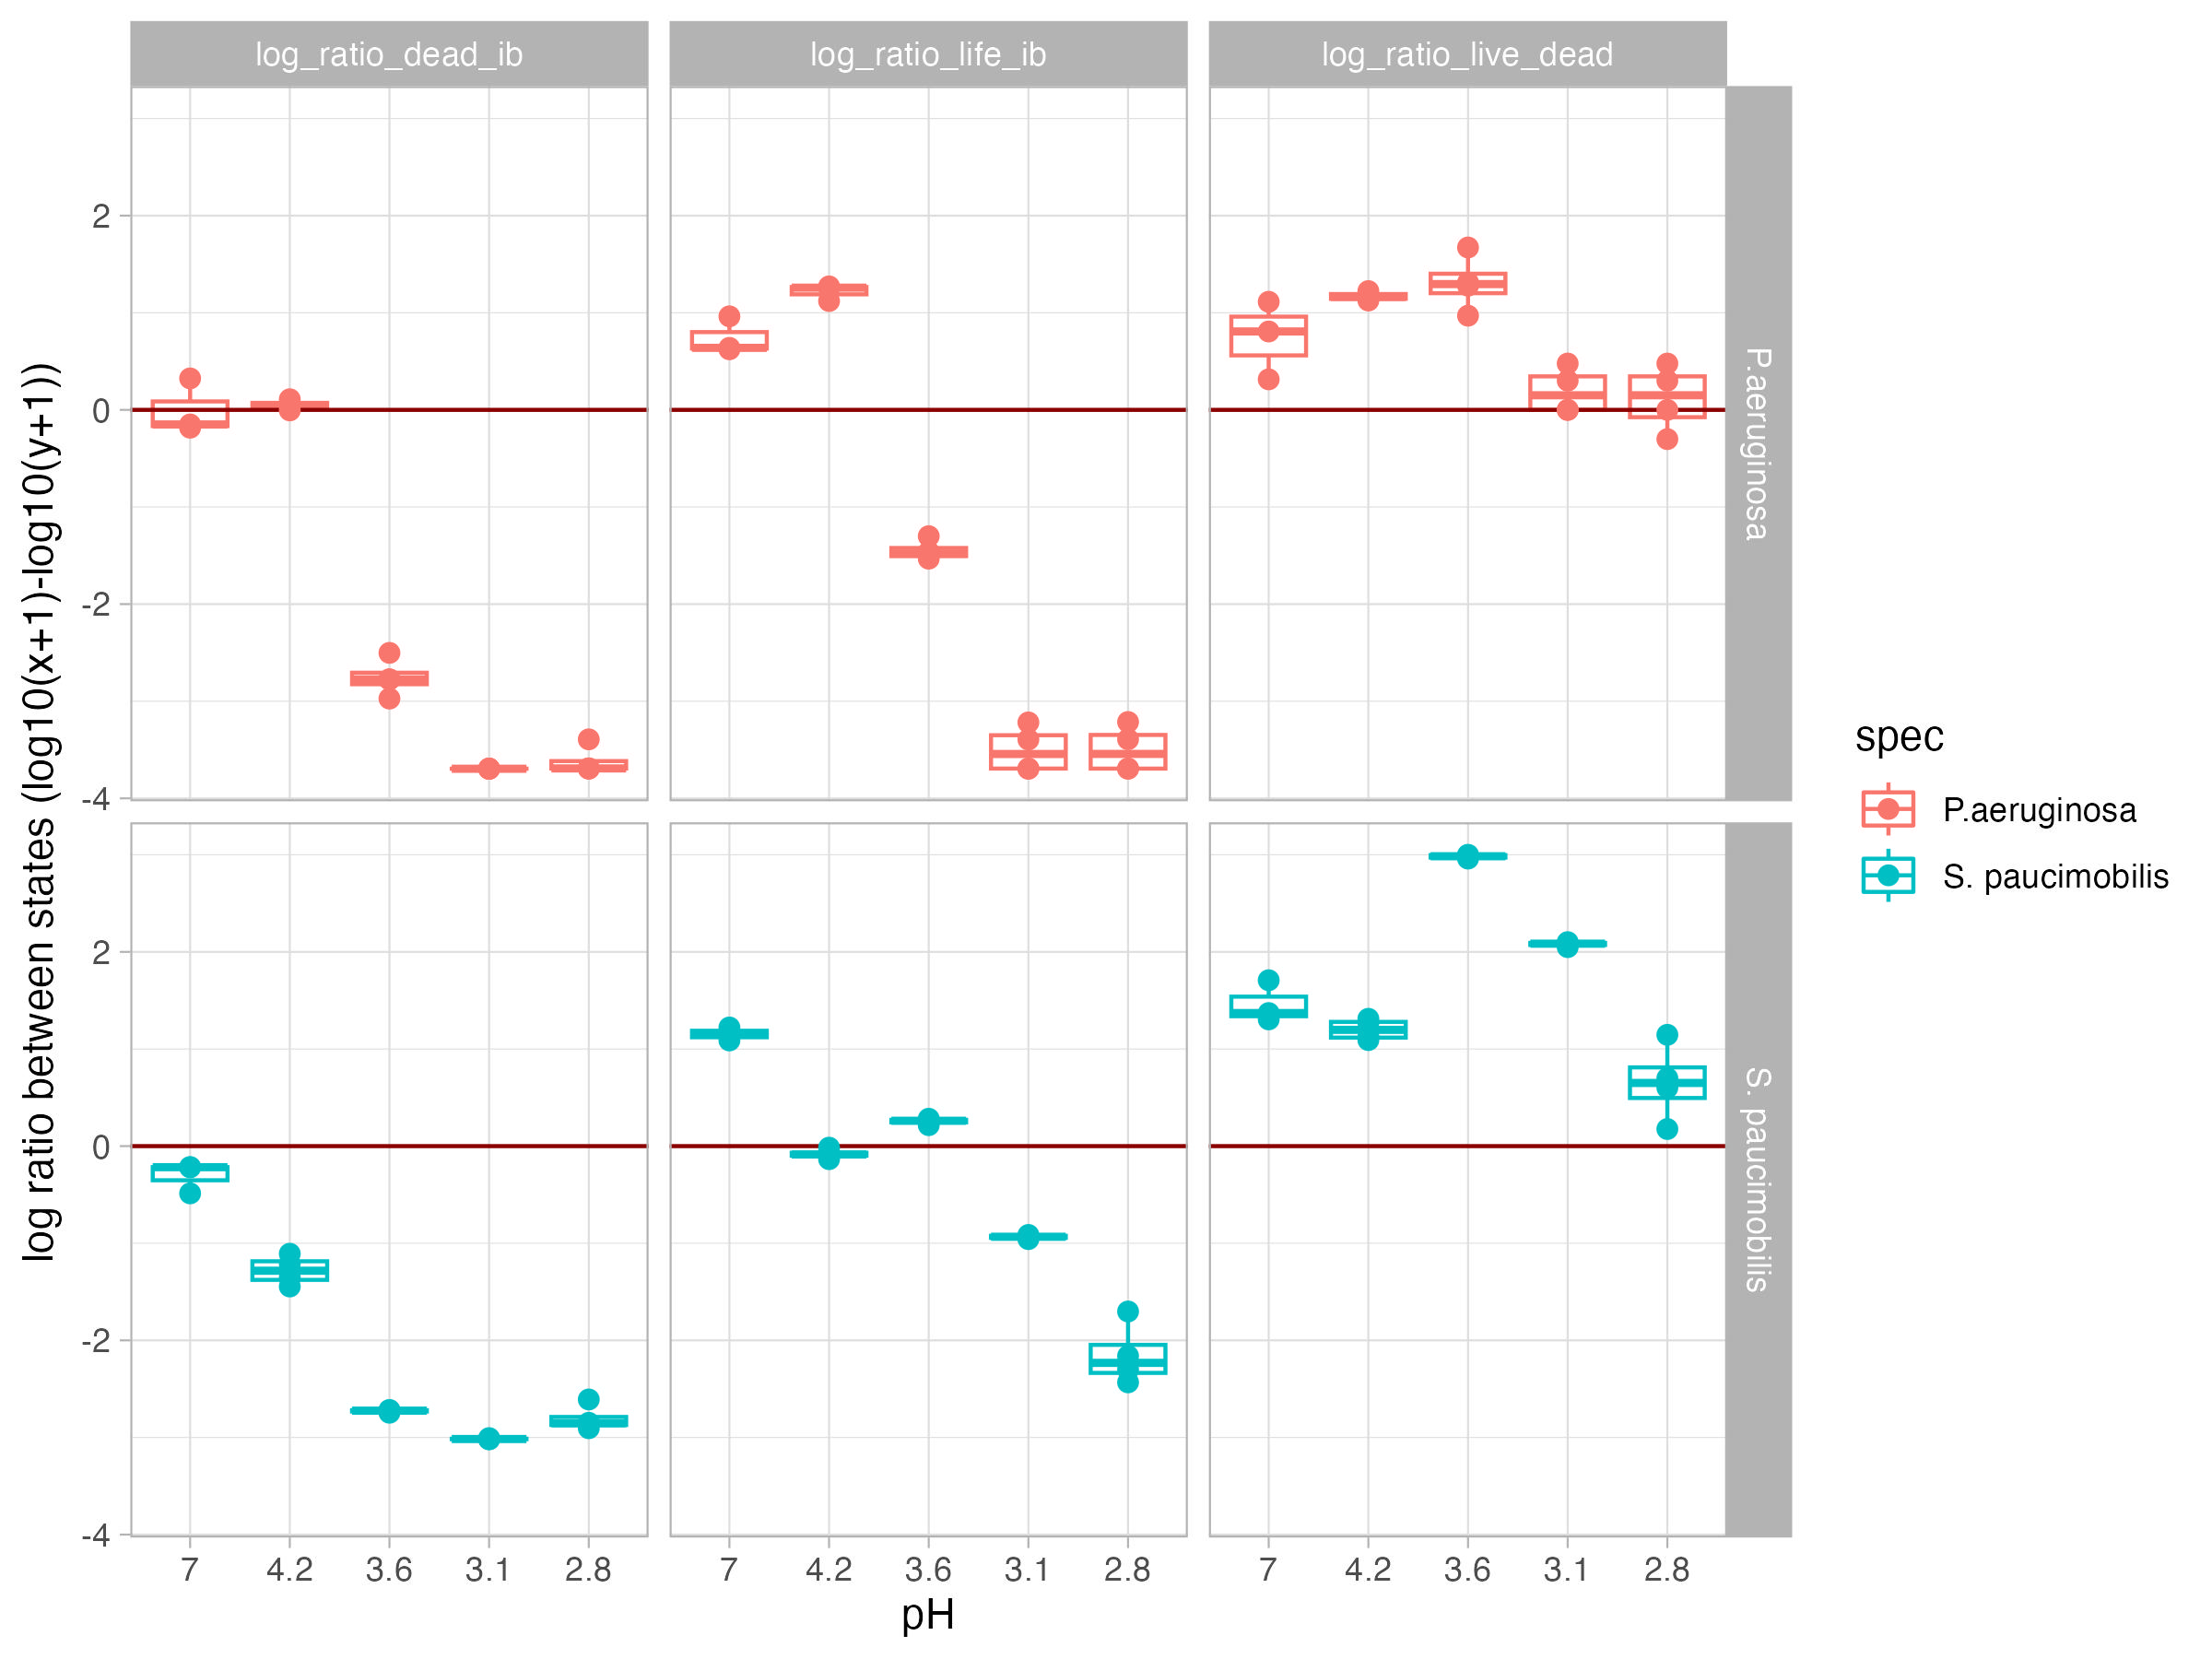 log_ratio_dead_ib
log_ratio_life_ib
log_ratio_live_dead
log ratio between states (log10(x+1)-log10(y+1))
2
0
-2
-4
P.aeruginosa
2
0
-2
-4
S. paucimobilis
7 4.2 3.6 3.1 2.8
7 4.2 3.6 3.1 2.8
7 4.2 3.6 3.1 2.8
pH
spec
P.aeruginosa
S. paucimobilis